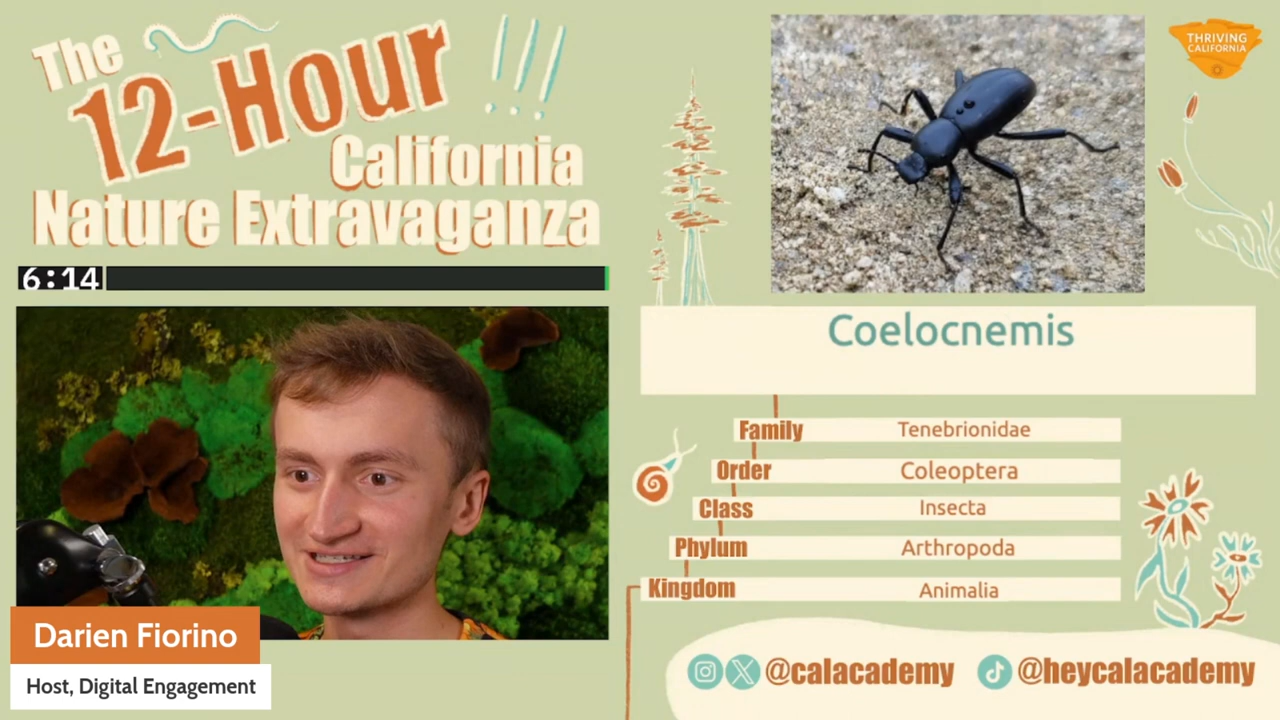 The
12-Hour
!!!
California
Nature Extravaganza
THRIVING
CALIFORNIA
6:14
Coelocnemis
Family Tenebrionidae
Order Coleoptera
Class Insecta
Phylum Arthropoda
Kingdom Animalia
Darien Fiorino
Host, Digital Engagement
@calacademy @heycalacademy